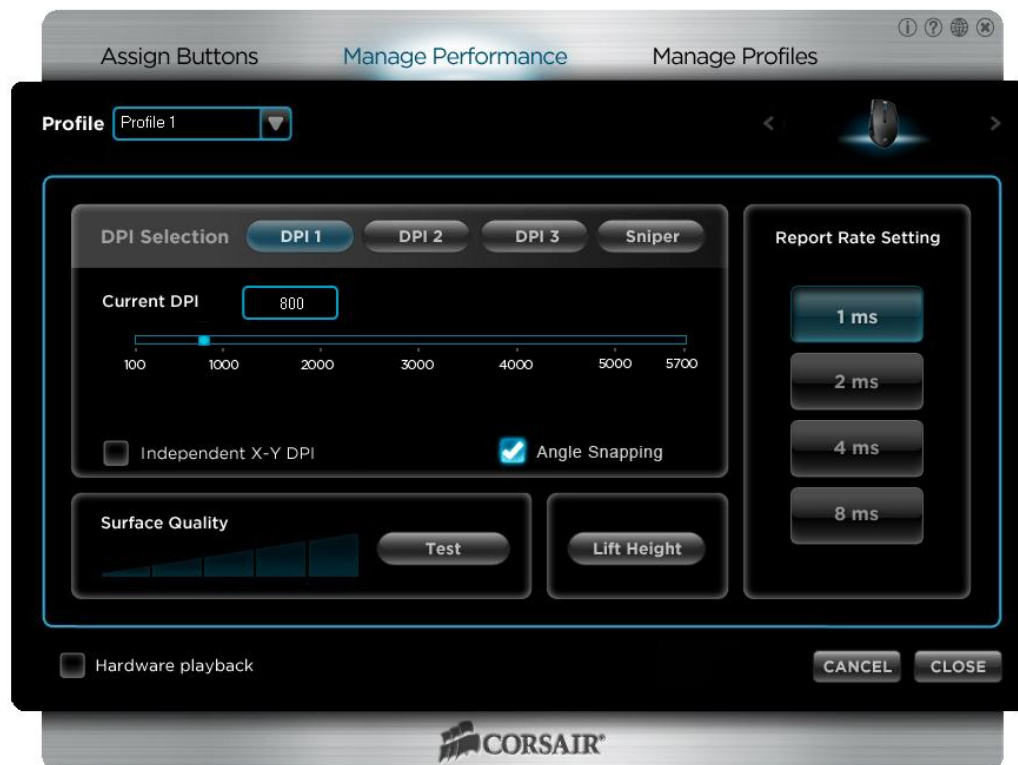 Assign Buttons Manage Performance Manage Profiles
Profile Profile 1
DPI Selection DPI 1 DPI 2 DPI 3 Sniper
Report Rate Setting
Current DPI 800
1 ms
100 1000 2000 3000 4000 5000 5700
2 ms
Independent X-Y DPI Angle Snapping
4 ms
Surface Quality
8 ms
Test
Lift Height
Hardware playback
CANCEL CLOSE
CORSAIR